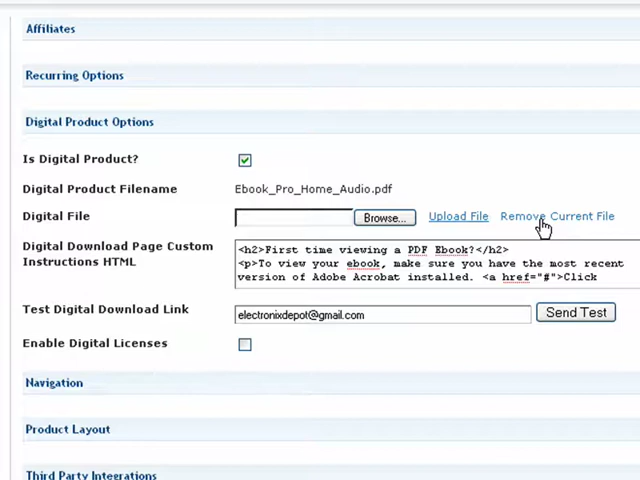 Affiliates
Recurring Options
Digital Product Options
Is Digital Product?
Digital Product Filename Ebook_Pro_Home_Audio.pdf
Digital File Browse... Upload File Remove Current File
Digital Download Page Custom
Instructions HTML
<h2>First time viewing a PDF Ebook?</h2>
<p>To view your ebook, make sure you have the most recent
version of Adobe Acrobat installed. <a href="#">Click
Test Digital Download Link electronixdepot@gmail.com Send Test
Enable Digital Licenses
Navigation
Product Layout
Third Party Integrations